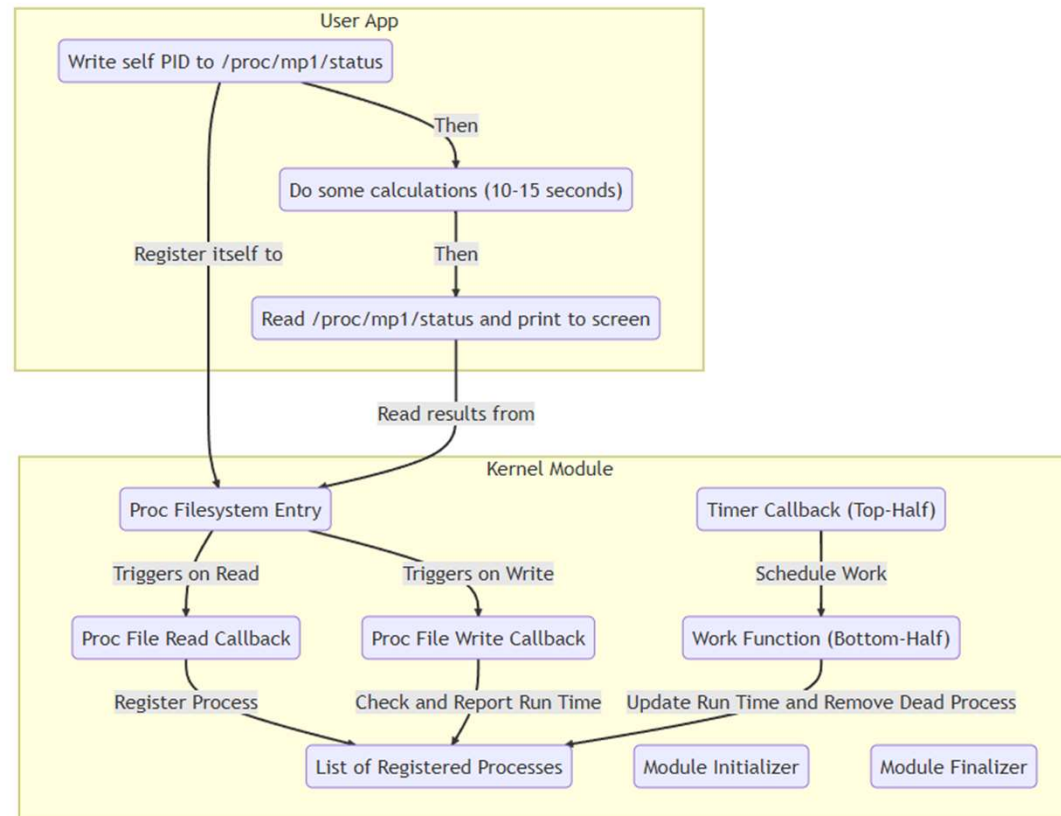 User App
Write self PID to /proc/mp1/status
Then
Do some calculations (10-15 seconds)
Register itself to
Then
Read /proc/mp1/status and print to screen
Read results from
Kernel Module
Proc Filesystem Entry
Timer Callback (Top-Half)
Triggers on Read
Triggers on Write
Schedule Work
Proc File Read Callback
Proc File Write Callback
Work Function (Bottom-Half)
Register Process
Check and Report Run Time
Update Run Time and Remove Dead Process
List of Registered Processes
Module Initializer
Module Finalizer